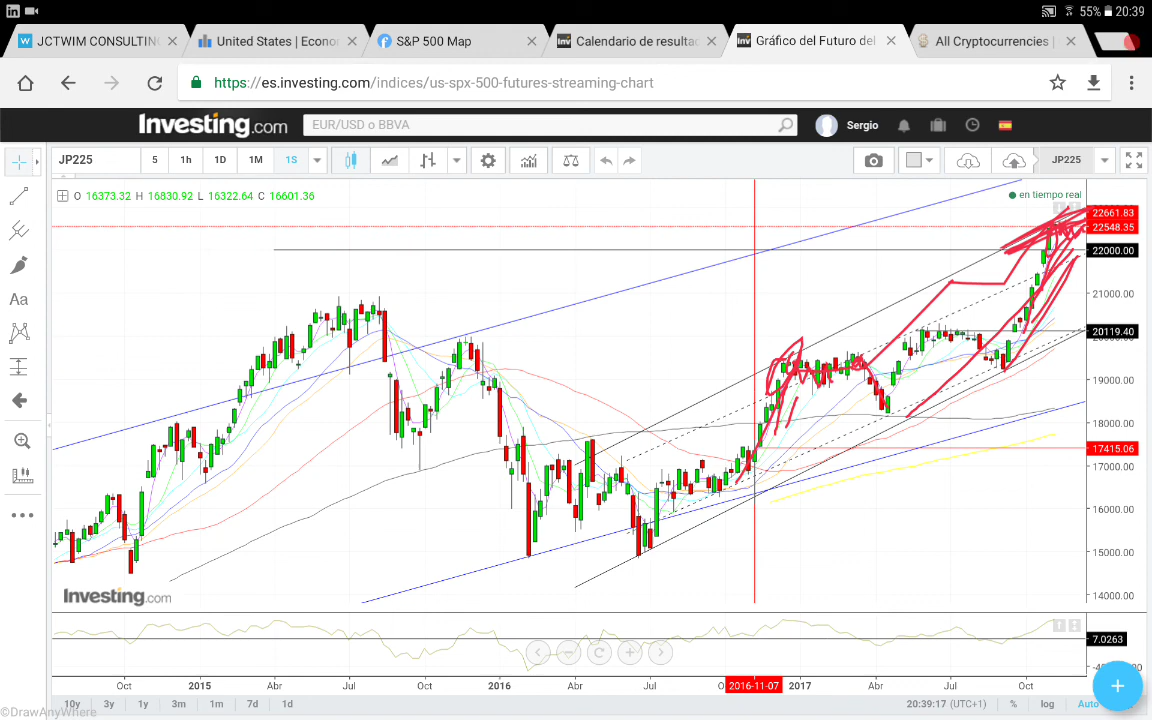 in 55% 20:39
JCTWIM CONSULTIN United States | Econo S&P 500 Map Calendario de resulta Gráfico del Futuro del All Cryptocurrencies |
https://es.investing.com/indices/us-spx-500-futures-streaming-chart
Investing.com EUR/USD o BBVA Sergio
JP225 5 1h 1D 1M 1S JP225
O 16373.32 H 16830.92 L 16322.64 C 16601.36
en tiempo real
22661.83
22548.35
22000.00
21000.00
20119.40
19000.00
18000.00
17415.06
17000.00
16000.00
15000.00
14000.00
Aa
Investing.com
7.0263
Oct 2015 Abr Jul Oct 2016 Abr Jul 2016-11-07 2017 Abr Jul Oct
10y 3y 1y 3m 1m 7d 1d 20:39:17 (UTC+1) % log Auto
©DrawAnyWhere